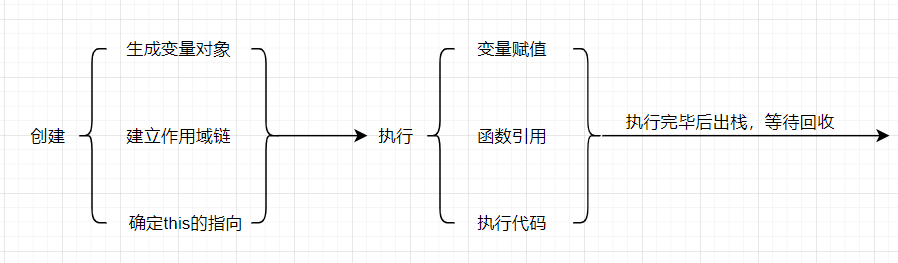 创建
生成变量对象
建立作用域链
确定this的指向
执行
变量赋值
函数引用
执行代码
执行完毕后出栈，等待回收